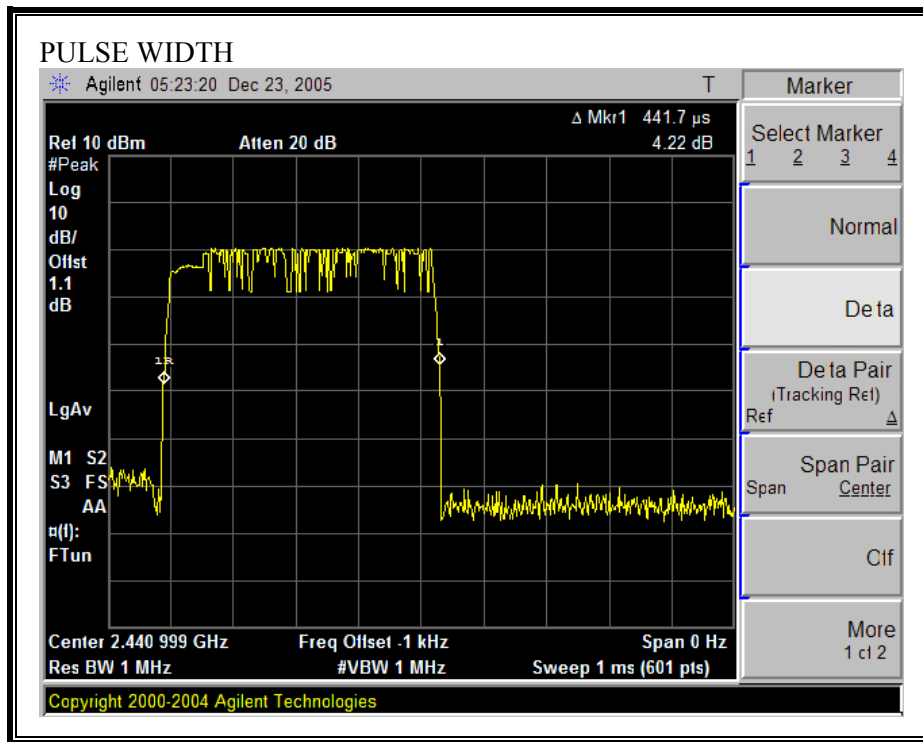 PULSE WIDTH
Agilent 05:23:20 Dec 23, 2005 T
Δ Mkr1 441.7 µs
Ref 10 dBm Atten 20 dB 4.22 dB
#Peak
Log
10
dB/
Offst
1.1
dB
1R
1
LgAv
M1 S2
S3 FS
AA
¤(f):
FTun
Center 2.440 999 GHz Freq Offset -1 kHz Span 0 Hz
Res BW 1 MHz #VBW 1 MHz Sweep 1 ms (601 pts)
Copyright 2000-2004 Agilent Technologies
Marker
Select Marker
1 2 3 4
Normal
Delta
Delta Pair
(Tracking Ref)
Ref Δ
Span Pair
Span Center
Off
More
1 of 2